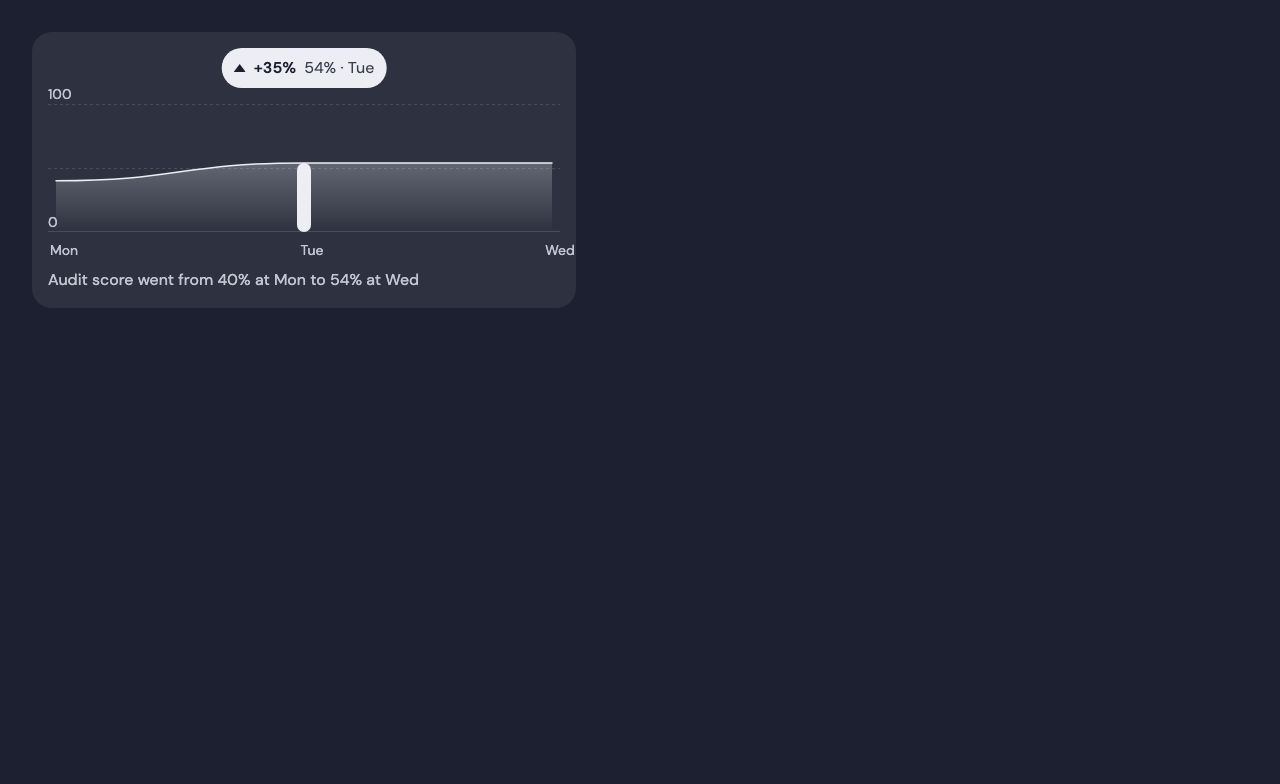 +35% 54% · Tue
100
0
Mon Tue Wed
Audit score went from 40% at Mon to 54% at Wed